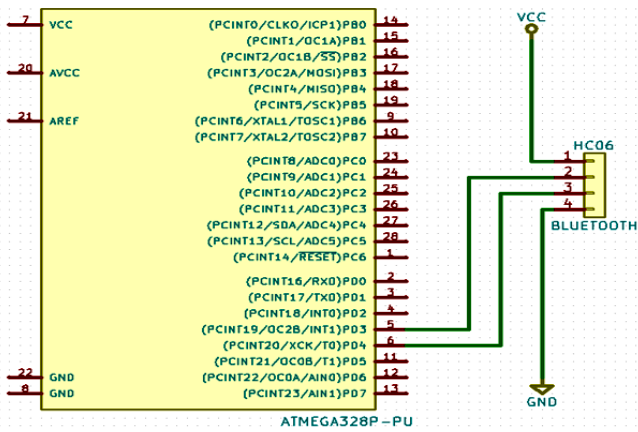 7 VCC (PCINT0/CLKO/ICP1)PB0 14
(PCINT1/OC1A)PB1 15
(PCINT2/OC1B/SS)PB2 16
20 AVCC (PCINT3/OC2A/MOSI)PB3 17
(PCINT4/MISO)PB4 18
(PCINT5/SCK)PB5 19
21 AREF (PCINT6/XTAL1/TOSC1)PB6 9
(PCINT7/XTAL2/TOSC2)PB7 10
(PCINT8/ADC0)PC0 23
(PCINT9/ADC1)PC1 24
(PCINT10/ADC2)PC2 25
(PCINT11/ADC3)PC3 26
(PCINT12/SDA/ADC4)PC4 27
(PCINT13/SCL/ADC5)PC5 28
(PCINT14/RESET)PC6 1
(PCINT16/RXD)PD0 2
(PCINT17/TXD)PD1 3
(PCINT18/INT0)PD2 4
(PCINT19/OC2B/INT1)PD3 5
(PCINT20/XCK/T0)PD4 6
(PCINT21/OC0B/T1)PD5 11
22 GND (PCINT22/OC0A/AIN0)PD6 12
8 GND (PCINT23/AIN1)PD7 13
ATMEGA328P-PU
VCC
HC06
1
2
3
4
BLUETOOTH
GND